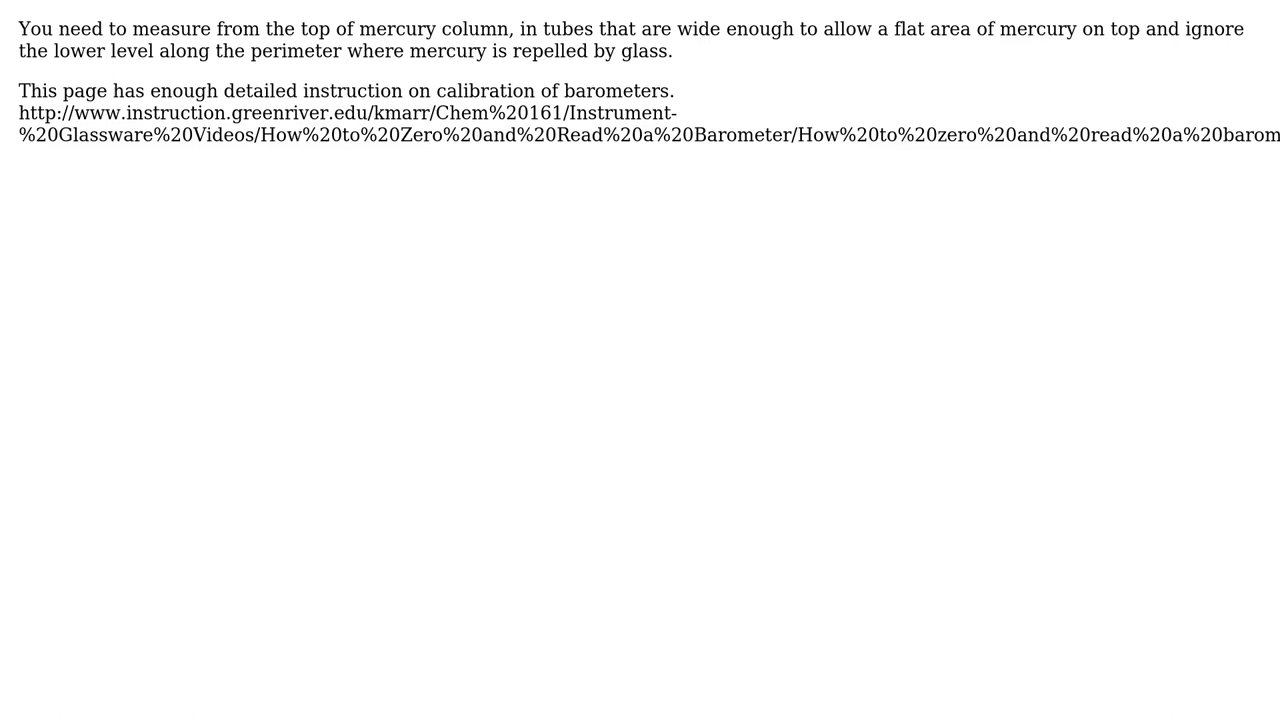 You need to measure from the top of mercury column, in tubes that are wide enough to allow a flat area of mercury on top and ignore
the lower level along the perimeter where mercury is repelled by glass.
This page has enough detailed instruction on calibration of barometers.
http://www.instruction.greenriver.edu/kmarr/Chem%20161/Instrument-
%20Glassware%20Videos/How%20to%20Zero%20and%20Read%20a%20Barometer/How%20to%20zero%20and%20read%20a%20barom